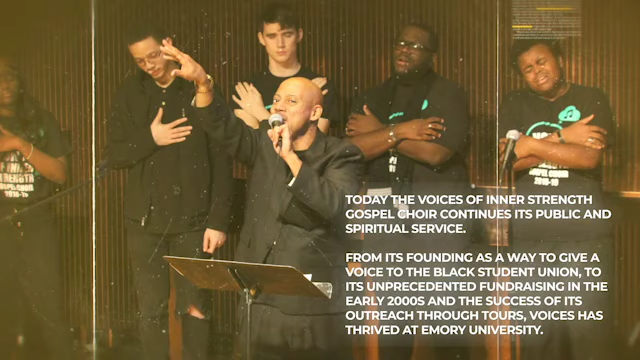 TODAY THE VOICES OF INNER STRENGTH
GOSPEL CHOIR CONTINUES ITS PUBLIC AND
SPIRITUAL SERVICE.
FROM ITS FOUNDING AS A WAY TO GIVE A
VOICE TO THE BLACK STUDENT UNION, TO
ITS UNPRECEDENTED FUNDRAISING IN THE
EARLY 2000S AND THE SUCCESS OF ITS
OUTREACH THROUGH TOURS, VOICES HAS
THRIVED AT EMORY UNIVERSITY.